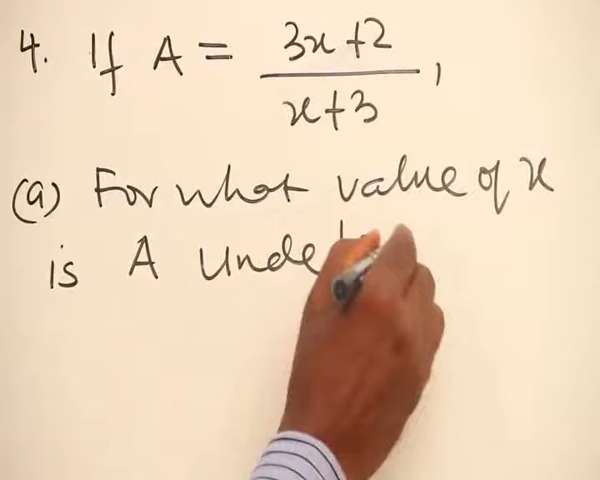 4. If A = 3x+2 / x+3 ,
(a) For what value of x
is A Unde